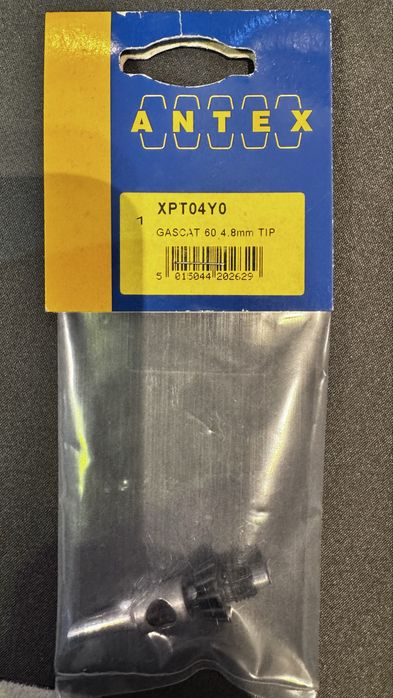 ANTEX
XPT04Y0
1
GASCAT 60 4.8mm TIP
5 015044 202629